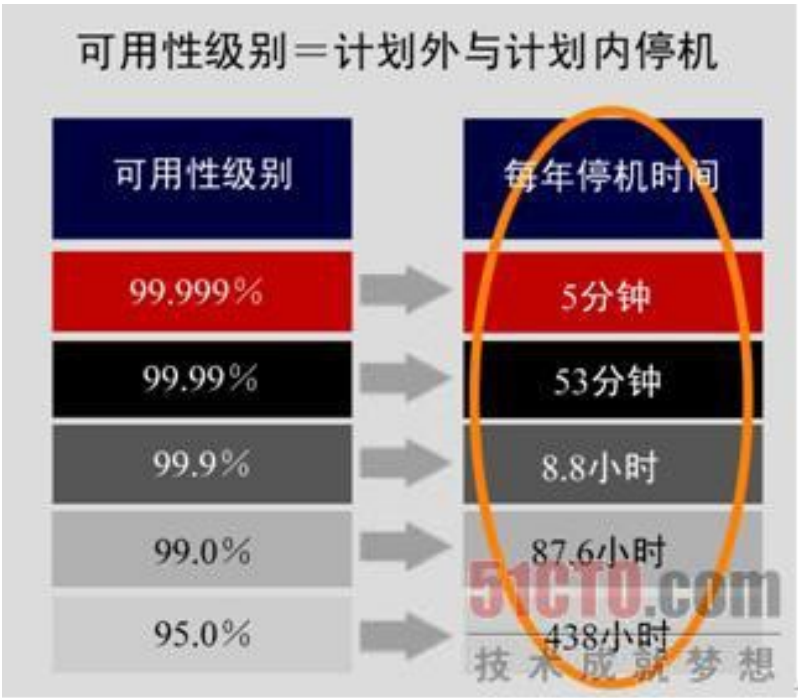 可用性级别＝计划外与计划内停机
可用性级别 每年停机时间
99.999% 5分钟
99.99% 53分钟
99.9% 8.8小时
99.0% 87.6小时
95.0% 438小时
51CTO.com
技术成就梦想